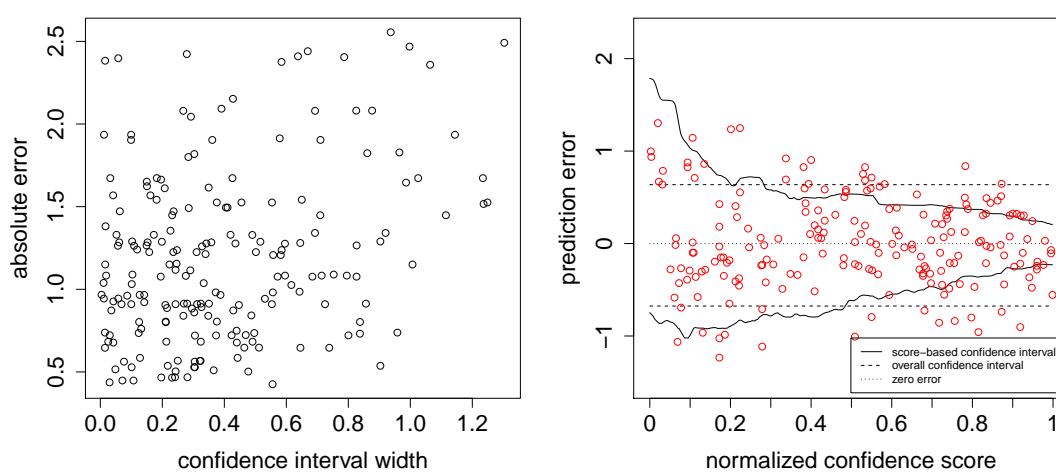 2.5
2.0
1.5
1.0
0.5
absolute error
0.0 0.2 0.4 0.6 0.8 1.0 1.2
confidence interval width
2
1
0
−1
prediction error
score−based confidence interval
overall confidence interval
zero error
0 0.2 0.4 0.6 0.8 1
normalized confidence score